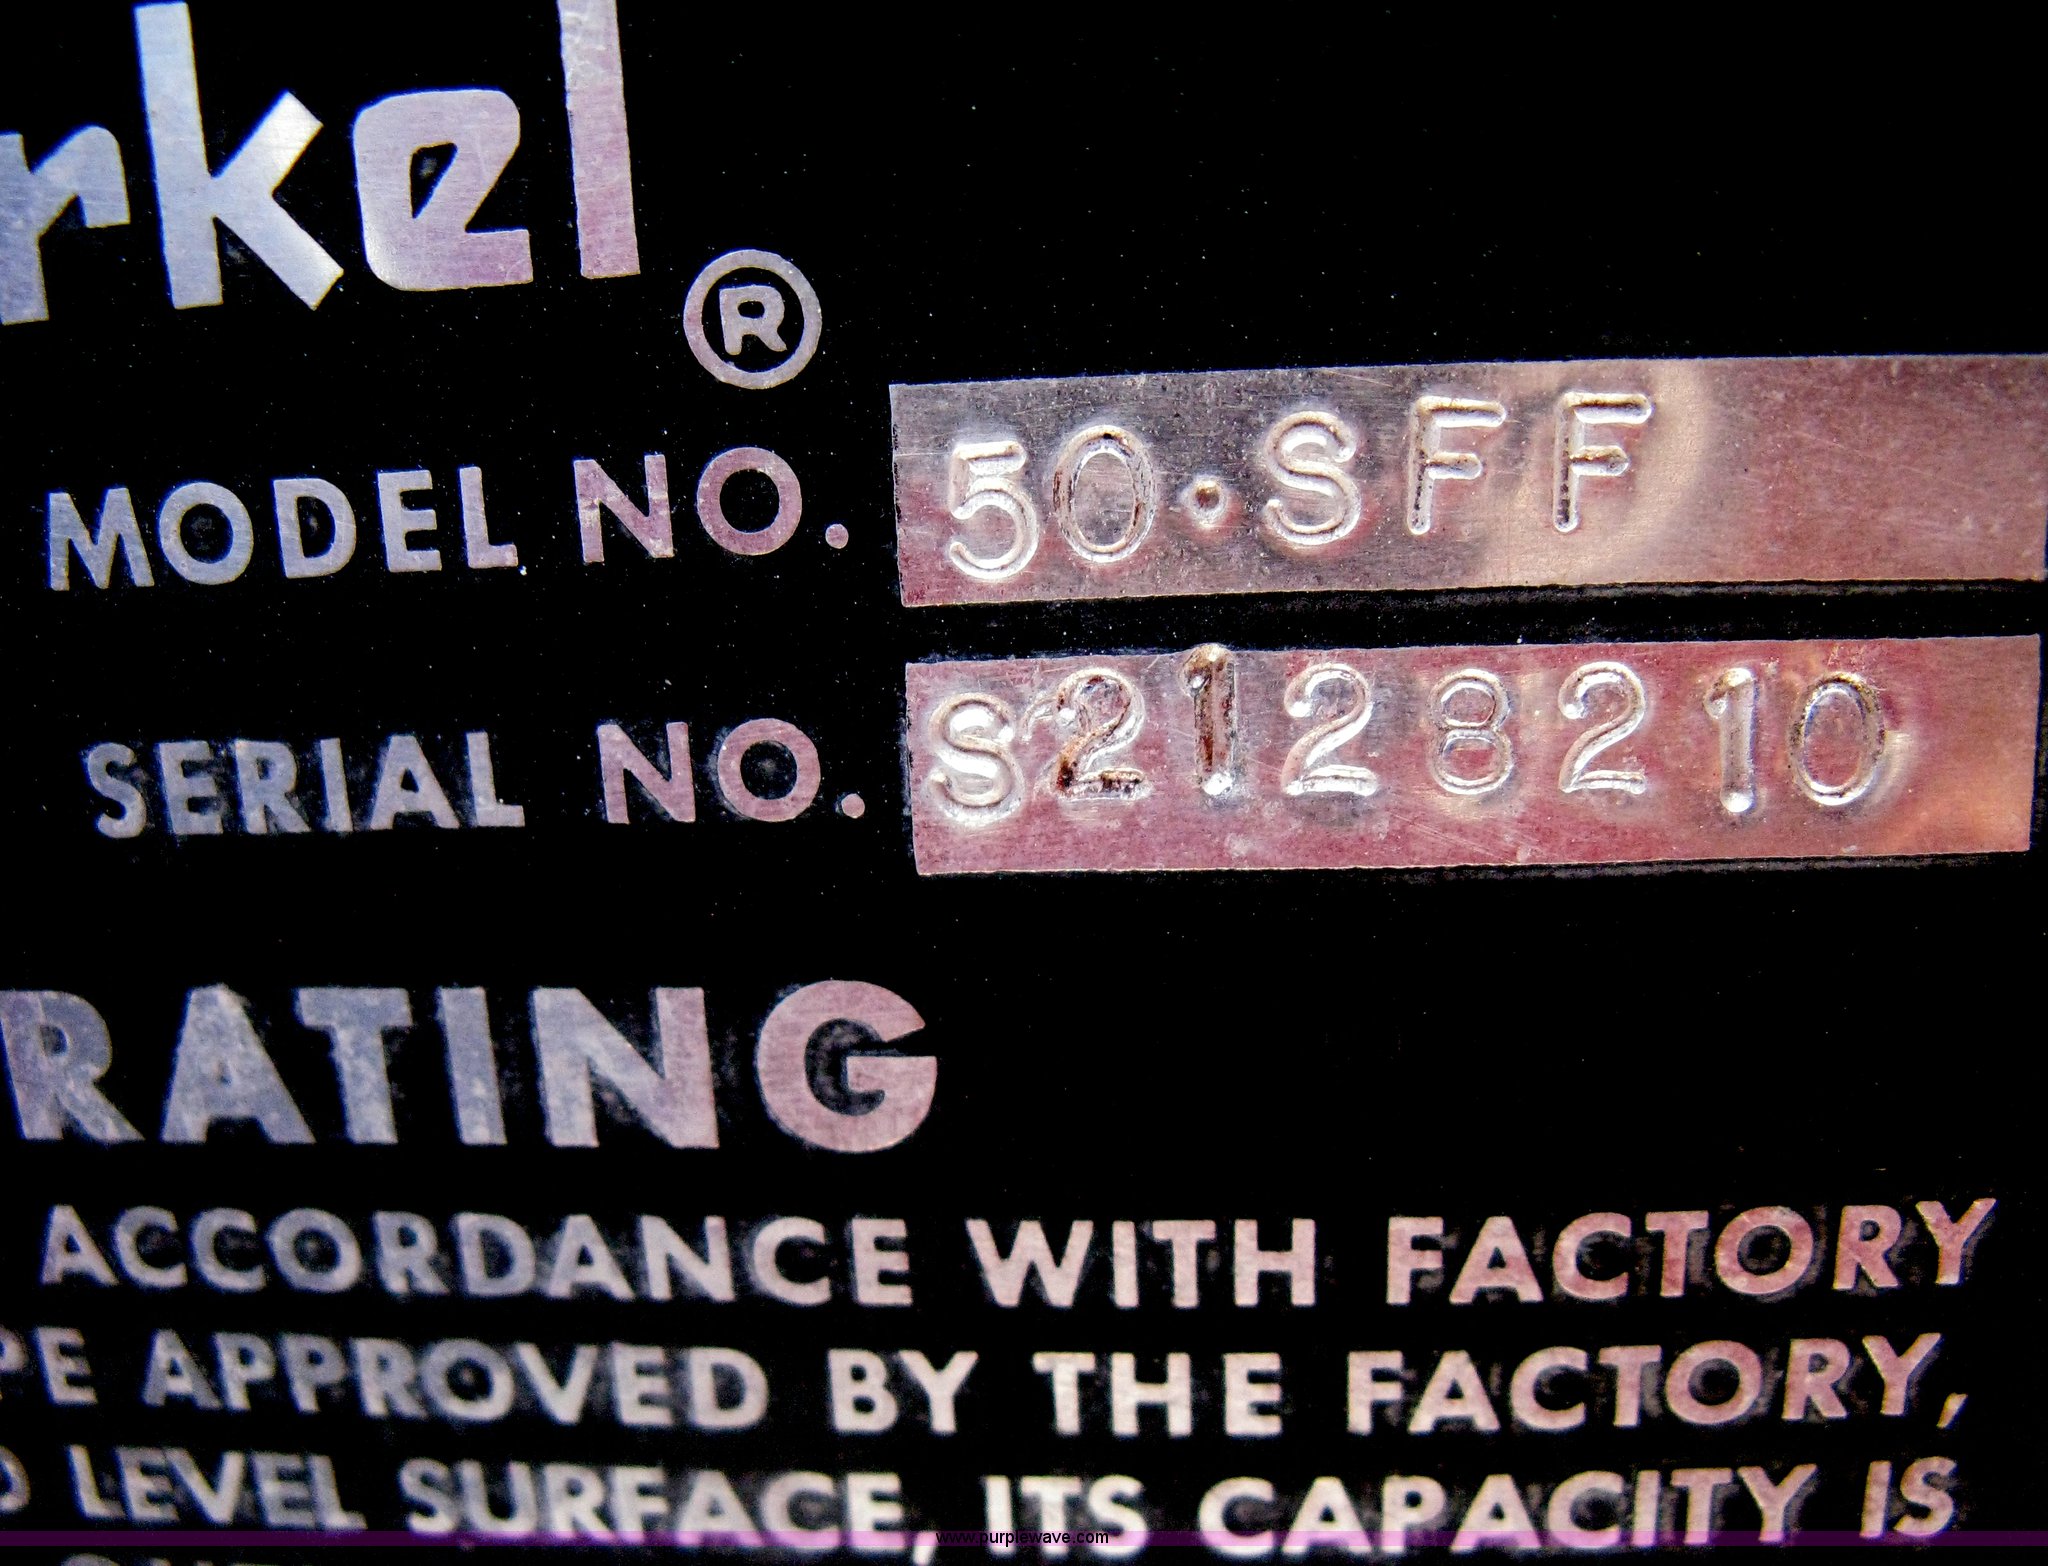 rkel ®
MODEL NO. 50·SFF
SERIAL NO. S2128210
RATING
ACCORDANCE WITH FACTORY
PE APPROVED BY THE FACTORY,
D LEVEL SURFACE, ITS CAPACITY IS
www.purplewave.com